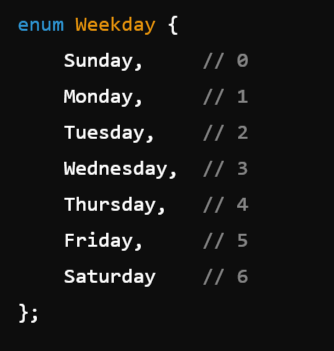 enum Weekday {
    Sunday,     // 0
    Monday,     // 1
    Tuesday,    // 2
    Wednesday,  // 3
    Thursday,   // 4
    Friday,     // 5
    Saturday    // 6
};